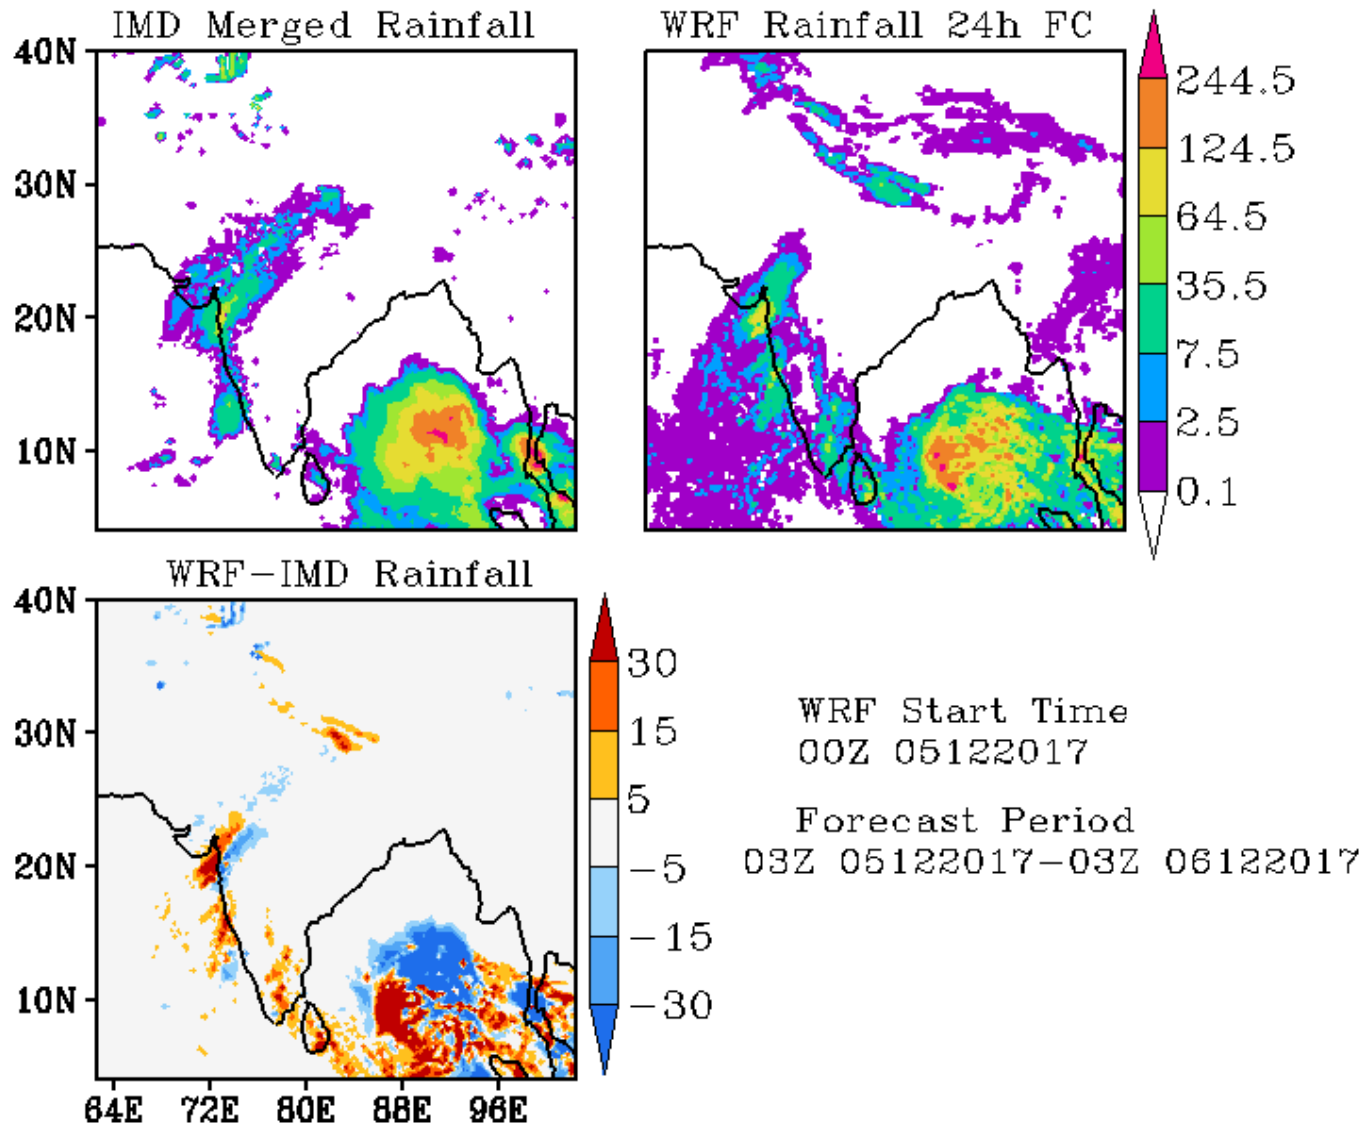 IMD Merged Rainfall
WRF Rainfall 24h FC
40N
30N
20N
10N
244.5
124.5
64.5
35.5
7.5
2.5
0.1
WRF-IMD Rainfall
40N
30N
20N
10N
64E 72E 80E 88E 96E
30
15
5
-5
-15
-30
WRF Start Time
00Z 05122017
Forecast Period
03Z 05122017-03Z 06122017